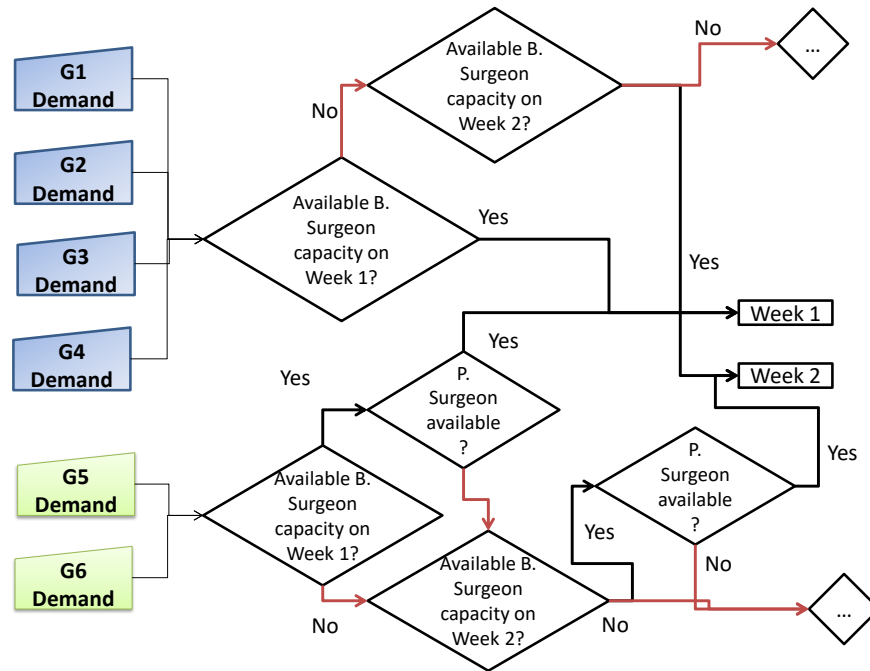 G1
Demand
G2
Demand
G3
Demand
G4
Demand
G5
Demand
G6
Demand
Available B.
Surgeon
capacity on
Week 2?
No
...
No
Available B.
Surgeon
capacity on
Week 1?
Yes
Yes
Week 1
Week 2
Yes
Yes
P.
Surgeon
available
?
Available B.
Surgeon
capacity on
Week 1?
No
Available B.
Surgeon
capacity on
Week 2?
No
Yes
P.
Surgeon
available
?
Yes
No
...